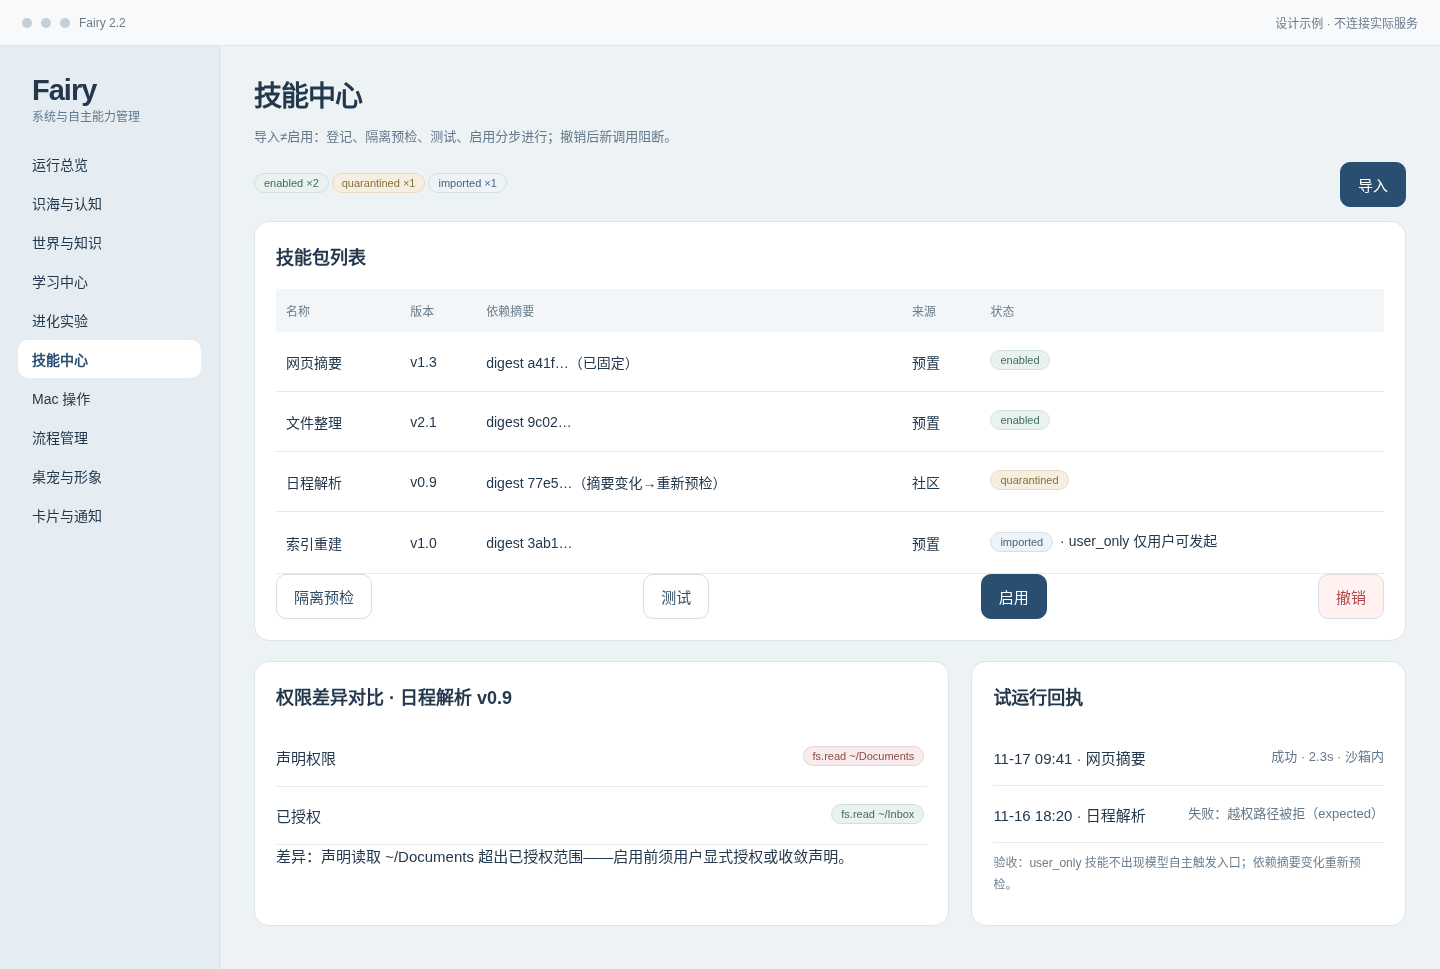 Fairy 2.2
设计示例 · 不连接实际服务
Fairy
系统与自主能力管理
运行总览
识海与认知
世界与知识
学习中心
进化实验
技能中心
Mac 操作
流程管理
桌宠与形象
卡片与通知
技能中心
导入≠启用：登记、隔离预检、测试、启用分步进行；撤销后新调用阻断。
enabled ×2 quarantined ×1 imported ×1
导入
技能包列表
名称 版本 依赖摘要 来源 状态
网页摘要 v1.3 digest a41f…（已固定） 预置 enabled
文件整理 v2.1 digest 9c02… 预置 enabled
日程解析 v0.9 digest 77e5…（摘要变化→重新预检） 社区 quarantined
索引重建 v1.0 digest 3ab1… 预置 imported · user_only 仅用户可发起
隔离预检 测试 启用 撤销
权限差异对比 · 日程解析 v0.9
声明权限 fs.read ~/Documents
已授权 fs.read ~/Inbox
差异：声明读取 ~/Documents 超出已授权范围——启用前须用户显式授权或收敛声明。
试运行回执
11-17 09:41 · 网页摘要 成功 · 2.3s · 沙箱内
11-16 18:20 · 日程解析 失败：越权路径被拒（expected）
验收：user_only 技能不出现模型自主触发入口；依赖摘要变化重新预
检。